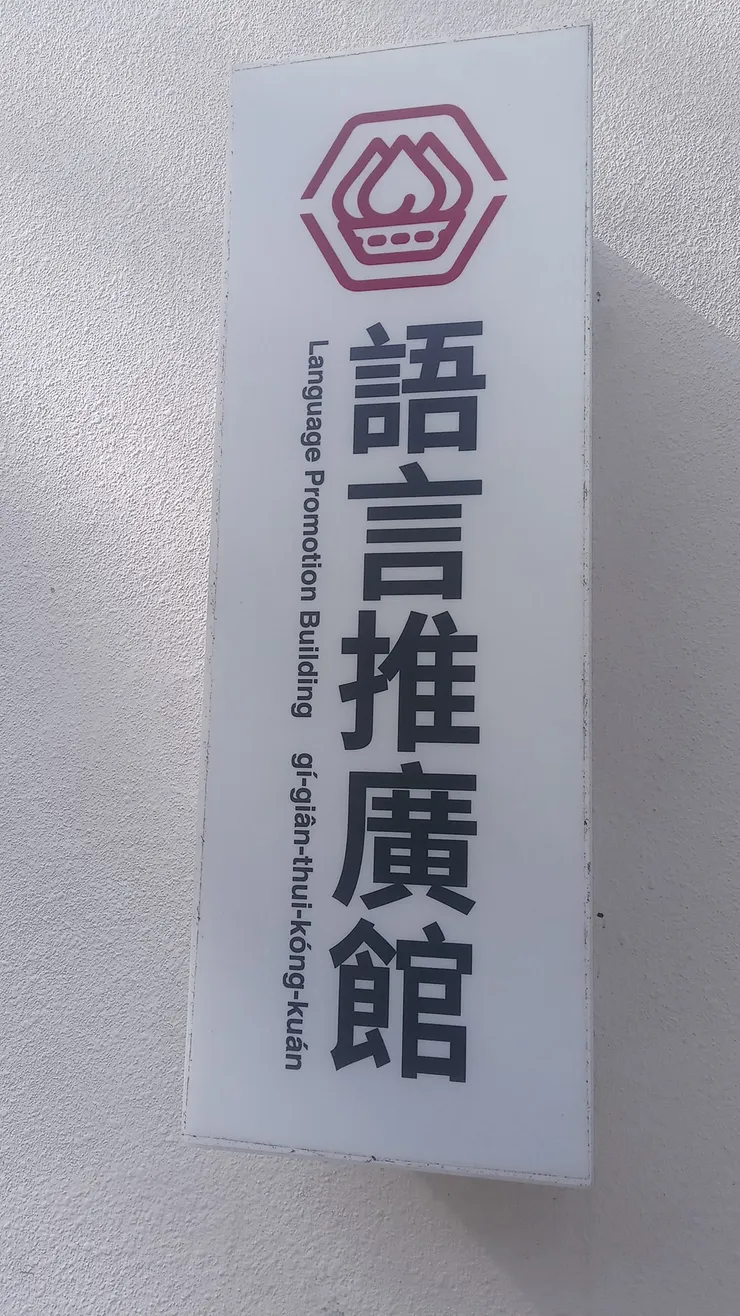 語言推廣館
Language Promotion Building gí-giân-thui-kóng-kuán